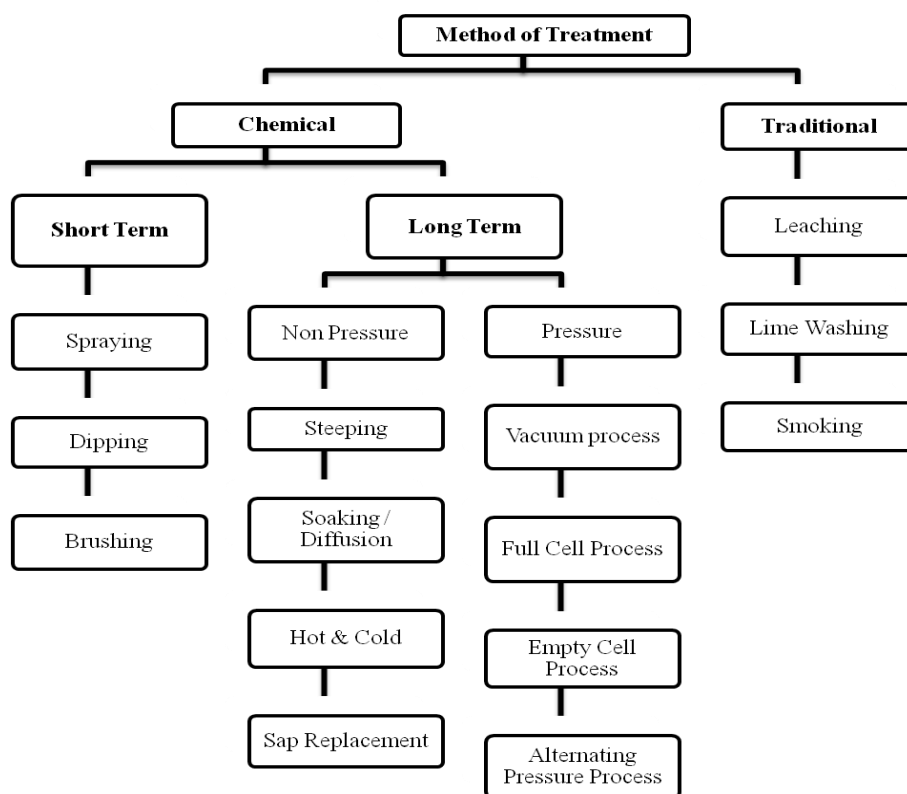 Method of Treatment
Chemical
Traditional
Short Term
Long Term
Leaching
Spraying
Non Pressure
Pressure
Lime Washing
Dipping
Steeping
Vacuum process
Smoking
Brushing
Soaking /
Diffusion
Full Cell Process
Hot & Cold
Empty Cell
Process
Sap Replacement
Alternating
Pressure Process